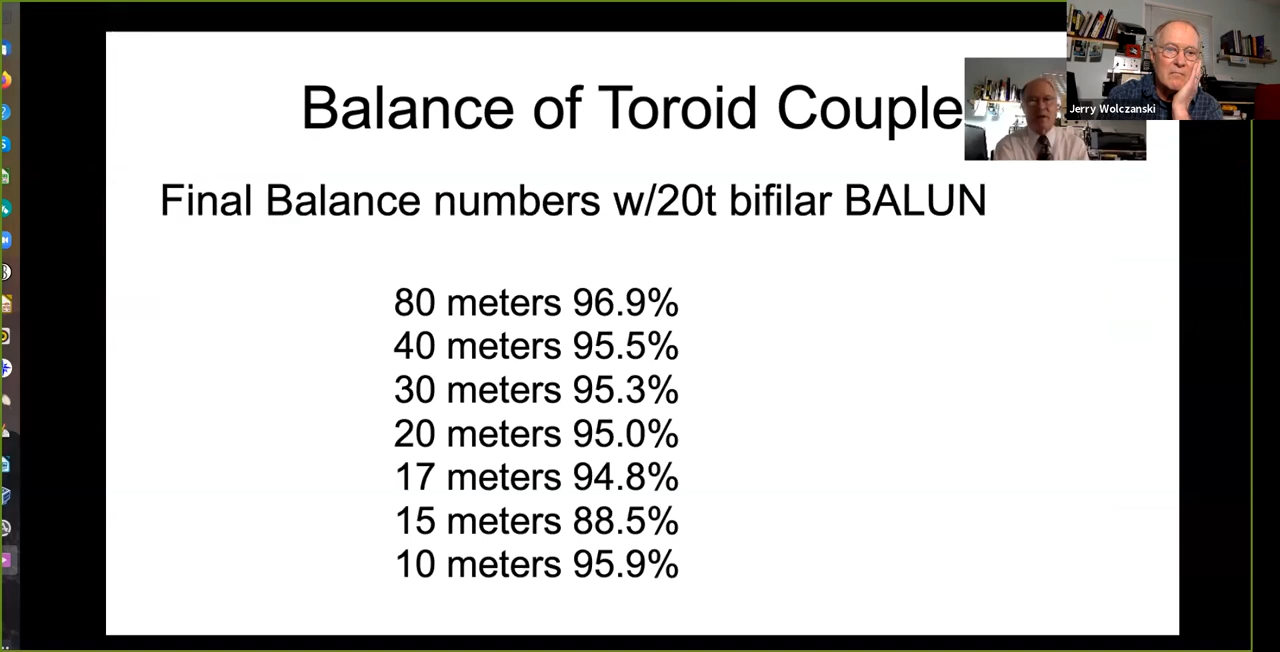 Balance of Toroid Couple
Jerry Wolczanski
Final Balance numbers w/20t bifilar BALUN
80 meters 96.9%
40 meters 95.5%
30 meters 95.3%
20 meters 95.0%
17 meters 94.8%
15 meters 88.5%
10 meters 95.9%